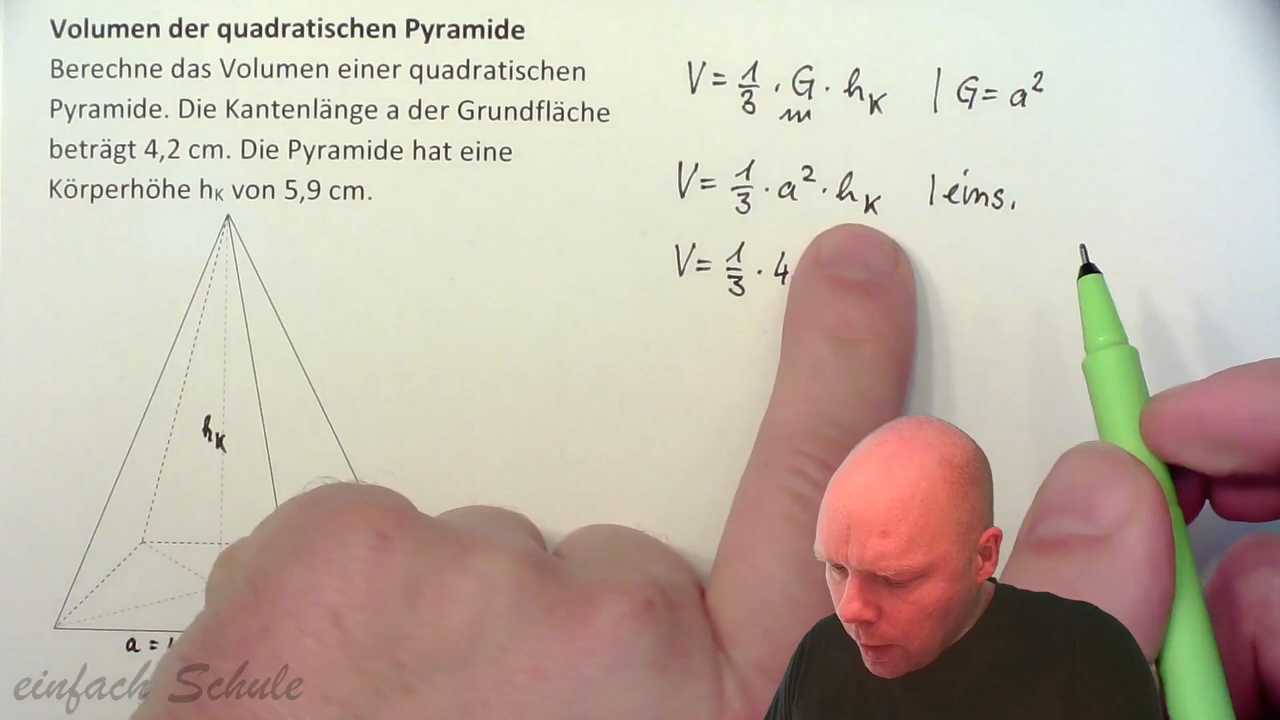 Volumen der quadratischen Pyramide
Berechne das Volumen einer quadratischen
Pyramide. Die Kantenlänge a der Grundfläche
beträgt 4,2 cm. Die Pyramide hat eine
Körperhöhe hK von 5,9 cm.
V = 1/3 · G · hK | G = a²
V = 1/3 · a² · hK | eins.
V = 1/3 · 4
hK
a =
einfach Schule